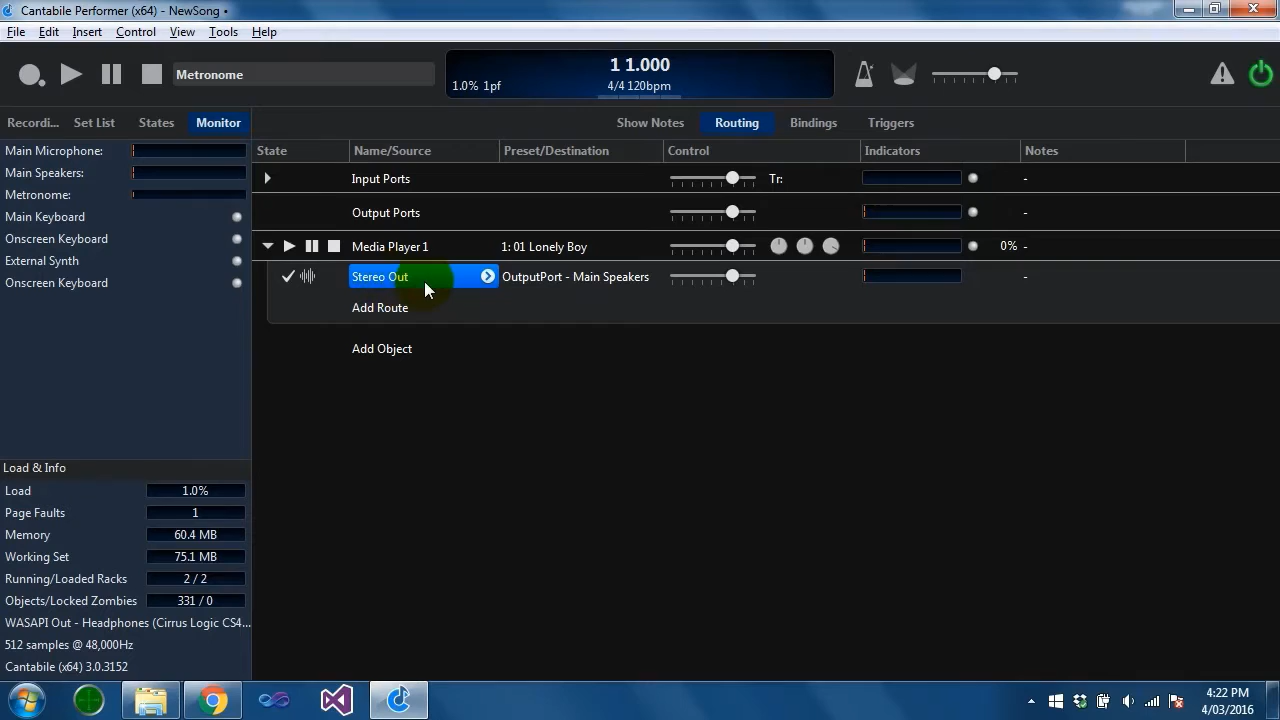 Cantabile Performer (x64) - NewSong •
File Edit Insert Control View Tools Help
Metronome
1 1.000
1.0% 1pf 4/4 120bpm
Recordi... Set List States Monitor
Show Notes Routing Bindings Triggers
State Name/Source Preset/Destination Control Indicators Notes
Main Microphone:
Main Speakers:
Metronome:
Main Keyboard
Onscreen Keyboard
External Synth
Onscreen Keyboard
Input Ports Tr: -
Output Ports -
Media Player 1 1: 01 Lonely Boy 0% -
Stereo Out OutputPort - Main Speakers -
Add Route
Add Object
Load & Info
Load 1.0%
Page Faults 1
Memory 60.4 MB
Working Set 75.1 MB
Running/Loaded Racks 2 / 2
Objects/Locked Zombies 331 / 0
WASAPI Out - Headphones (Cirrus Logic CS4...
512 samples @ 48,000Hz
Cantabile (x64) 3.0.3152
4:22 PM
4/03/2016